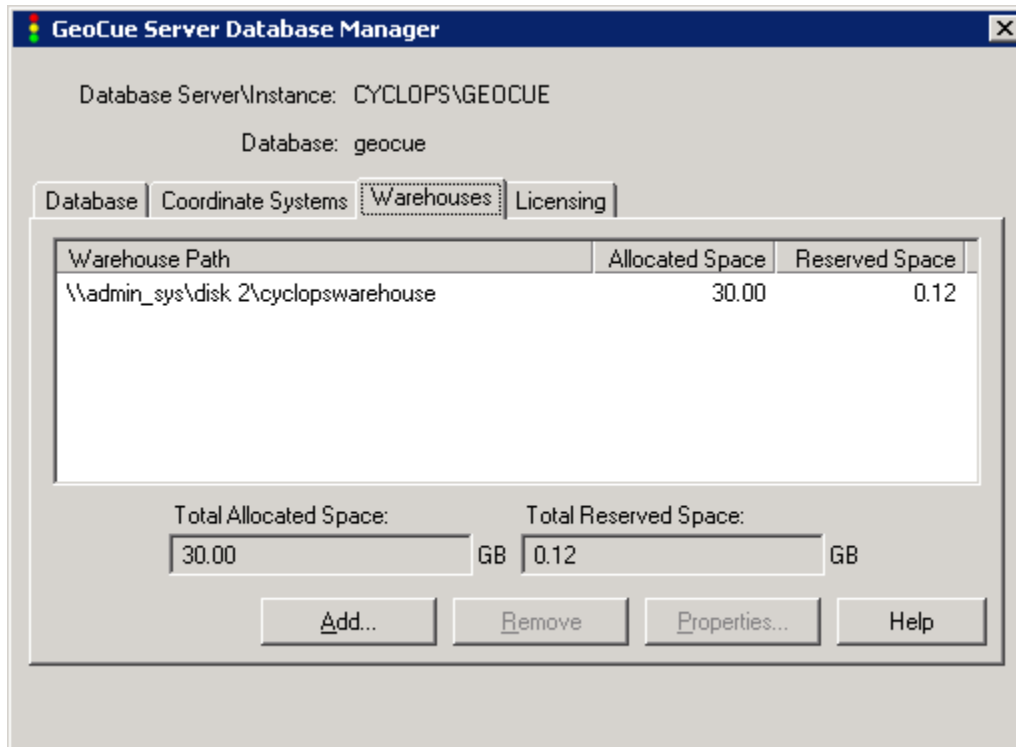 GeoCue Server Database Manager
Database Server\Instance: CYCLOPS\GEOCUE
Database: geocue
Database Coordinate Systems Warehouses Licensing
Warehouse Path Allocated Space Reserved Space
\\admin_sys\disk 2\cyclopswarehouse 30.00 0.12
Total Allocated Space: Total Reserved Space:
30.00 GB 0.12 GB
Add... Remove Properties... Help